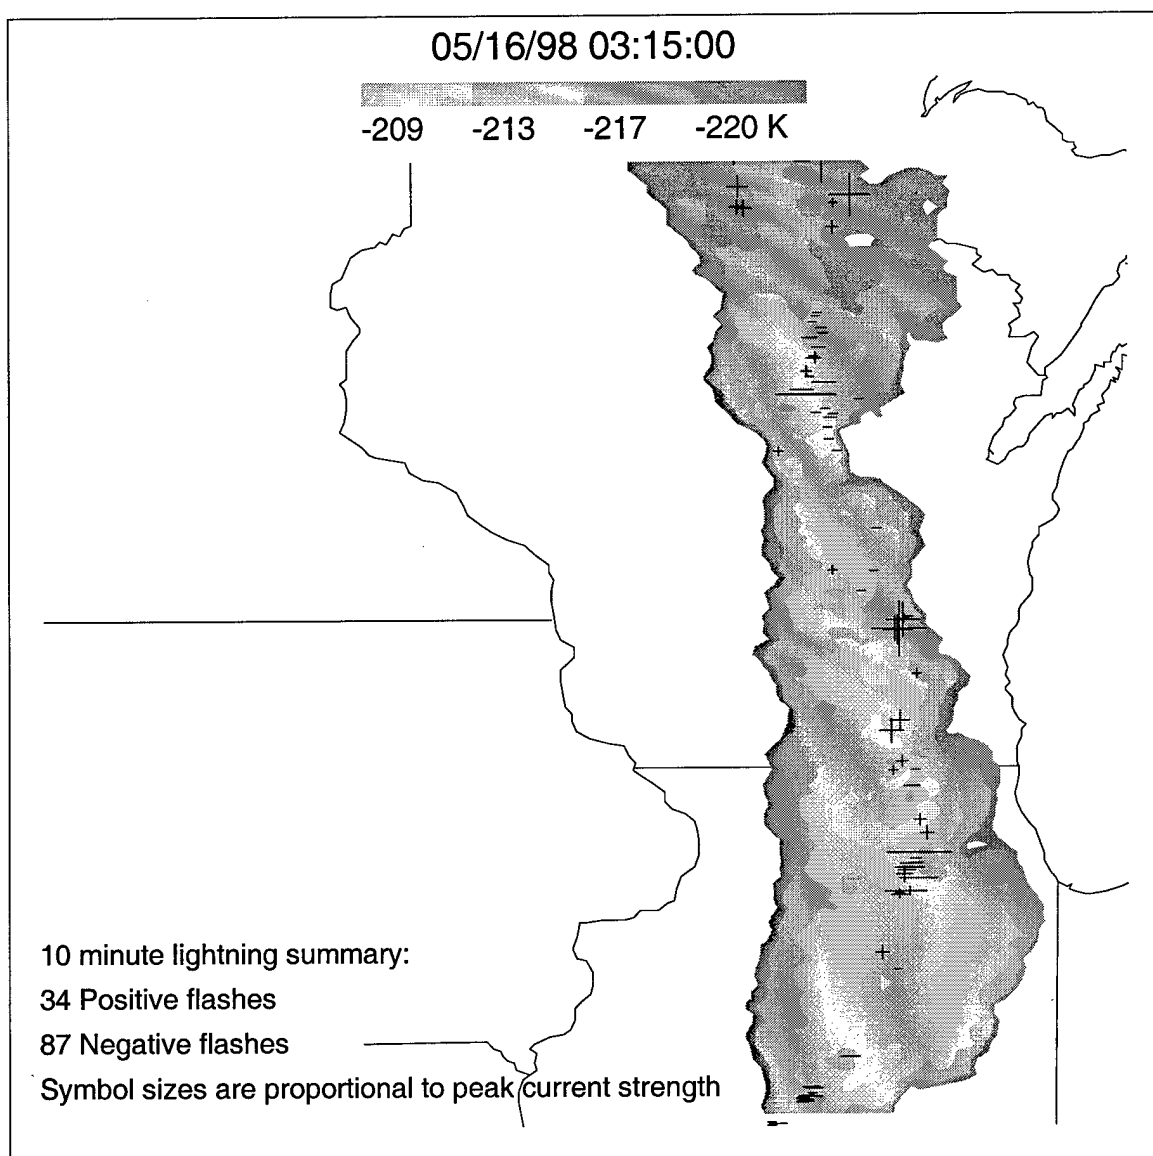 05/16/98 03:15:00
-209 -213 -217 -220 K
10 minute lightning summary:
34 Positive flashes
87 Negative flashes
Symbol sizes are proportional to peak current strength